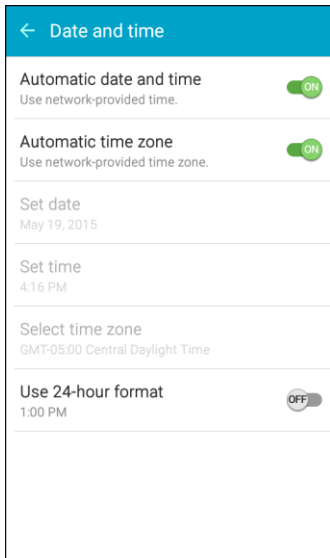 Date and time
Automatic date and time
ON
Use network-provided time.
Automatic time zone
ON
Use network-provided time zone.
Set date
May 19, 2015
Set time
4:16 PM
Select time zone
GMT-05:00 Central Daylight Time
Use 24-hour format
OFF
1:00 PM